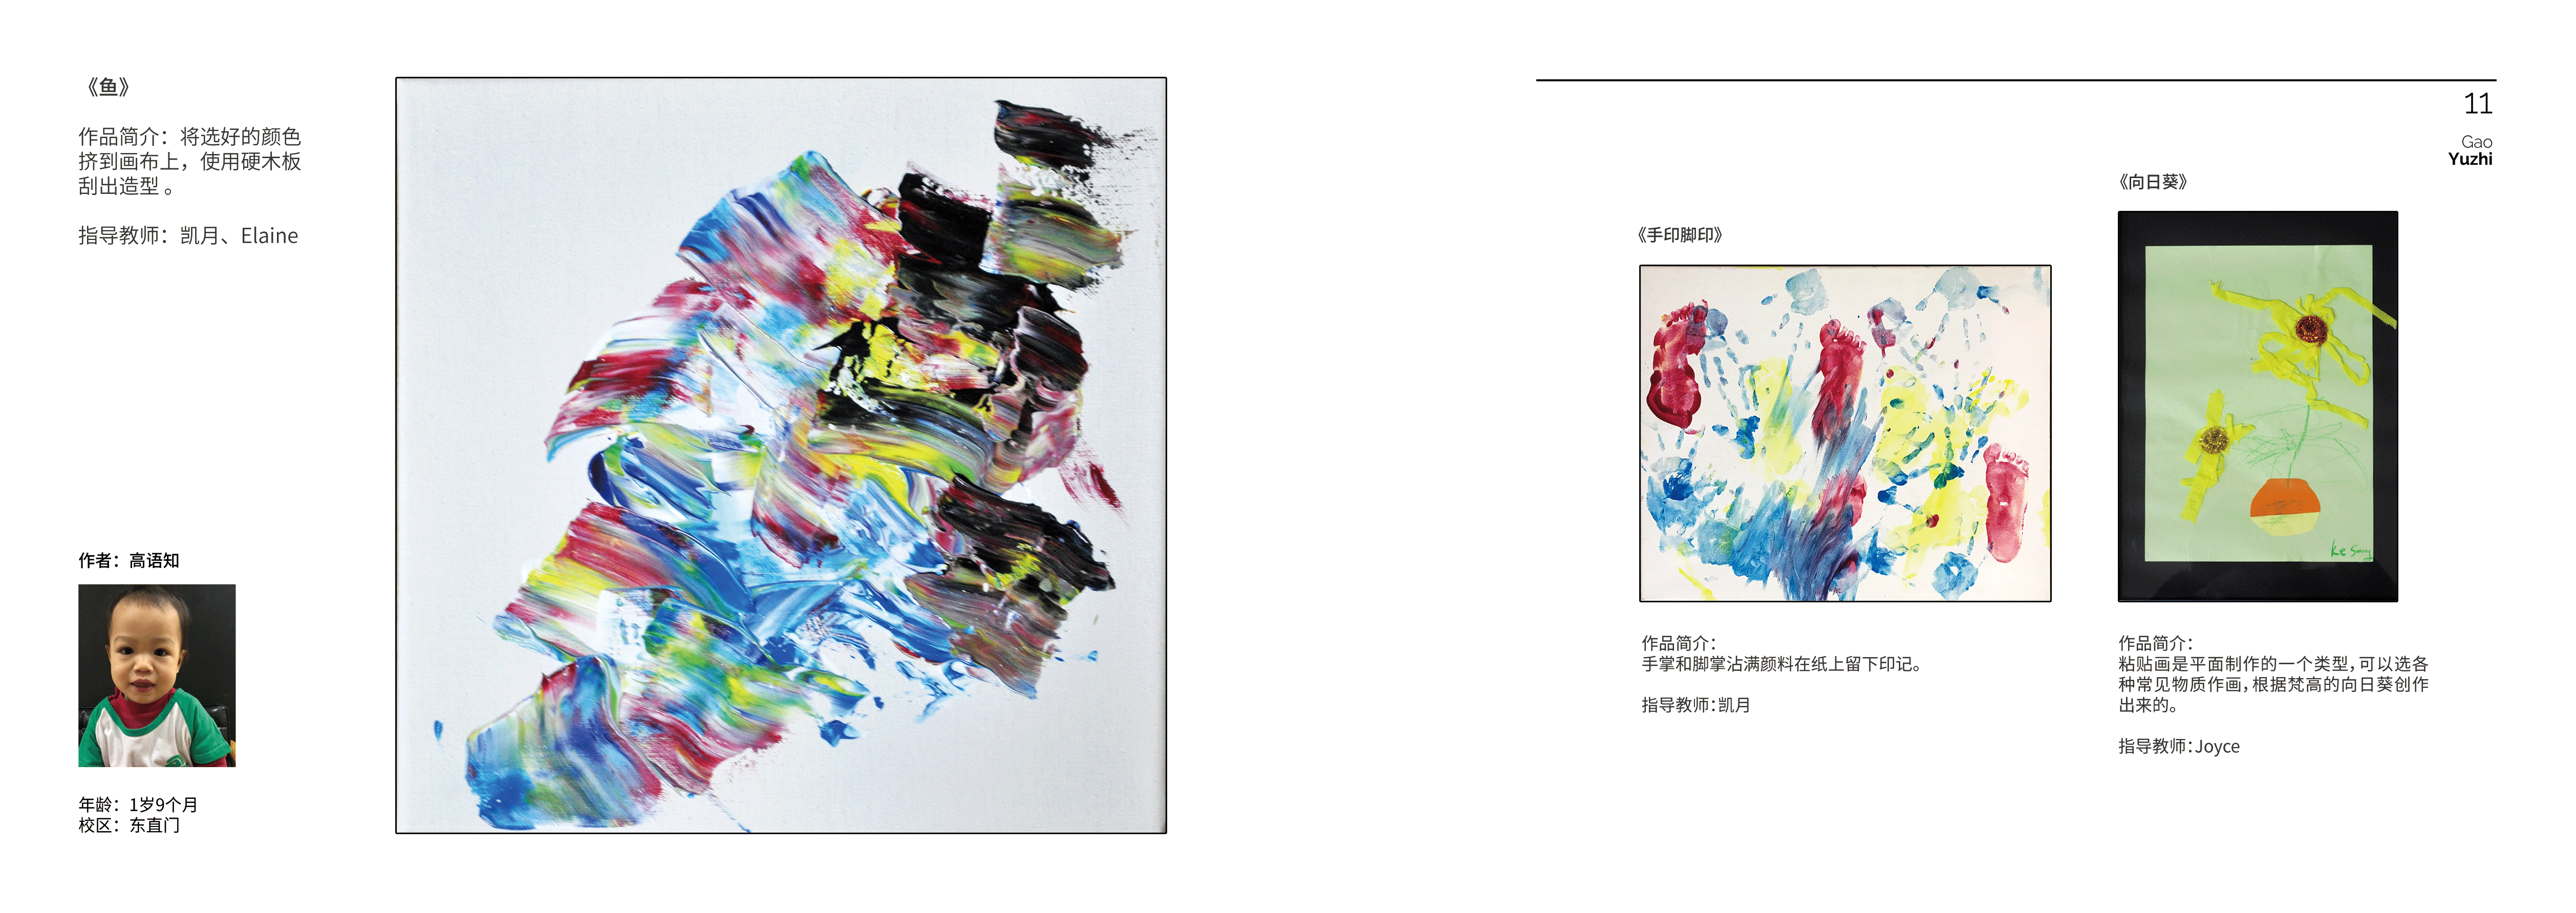 《鱼》
作品简介：将选好的颜色
挤到画布上，使用硬木板
刮出造型 。
指导教师：凯月、Elaine
作者：高语知
年龄：1岁9个月
校区：东直门
11
Gao
Yuzhi
《手印脚印》
作品简介：
手掌和脚掌沾满颜料在纸上留下印记。
指导教师：凯月
《向日葵》
Ke Song
作品简介：
粘贴画是平面制作的一个类型，可以选各
种常见物质作画，根据梵高的向日葵创作
出来的。
指导教师：Joyce